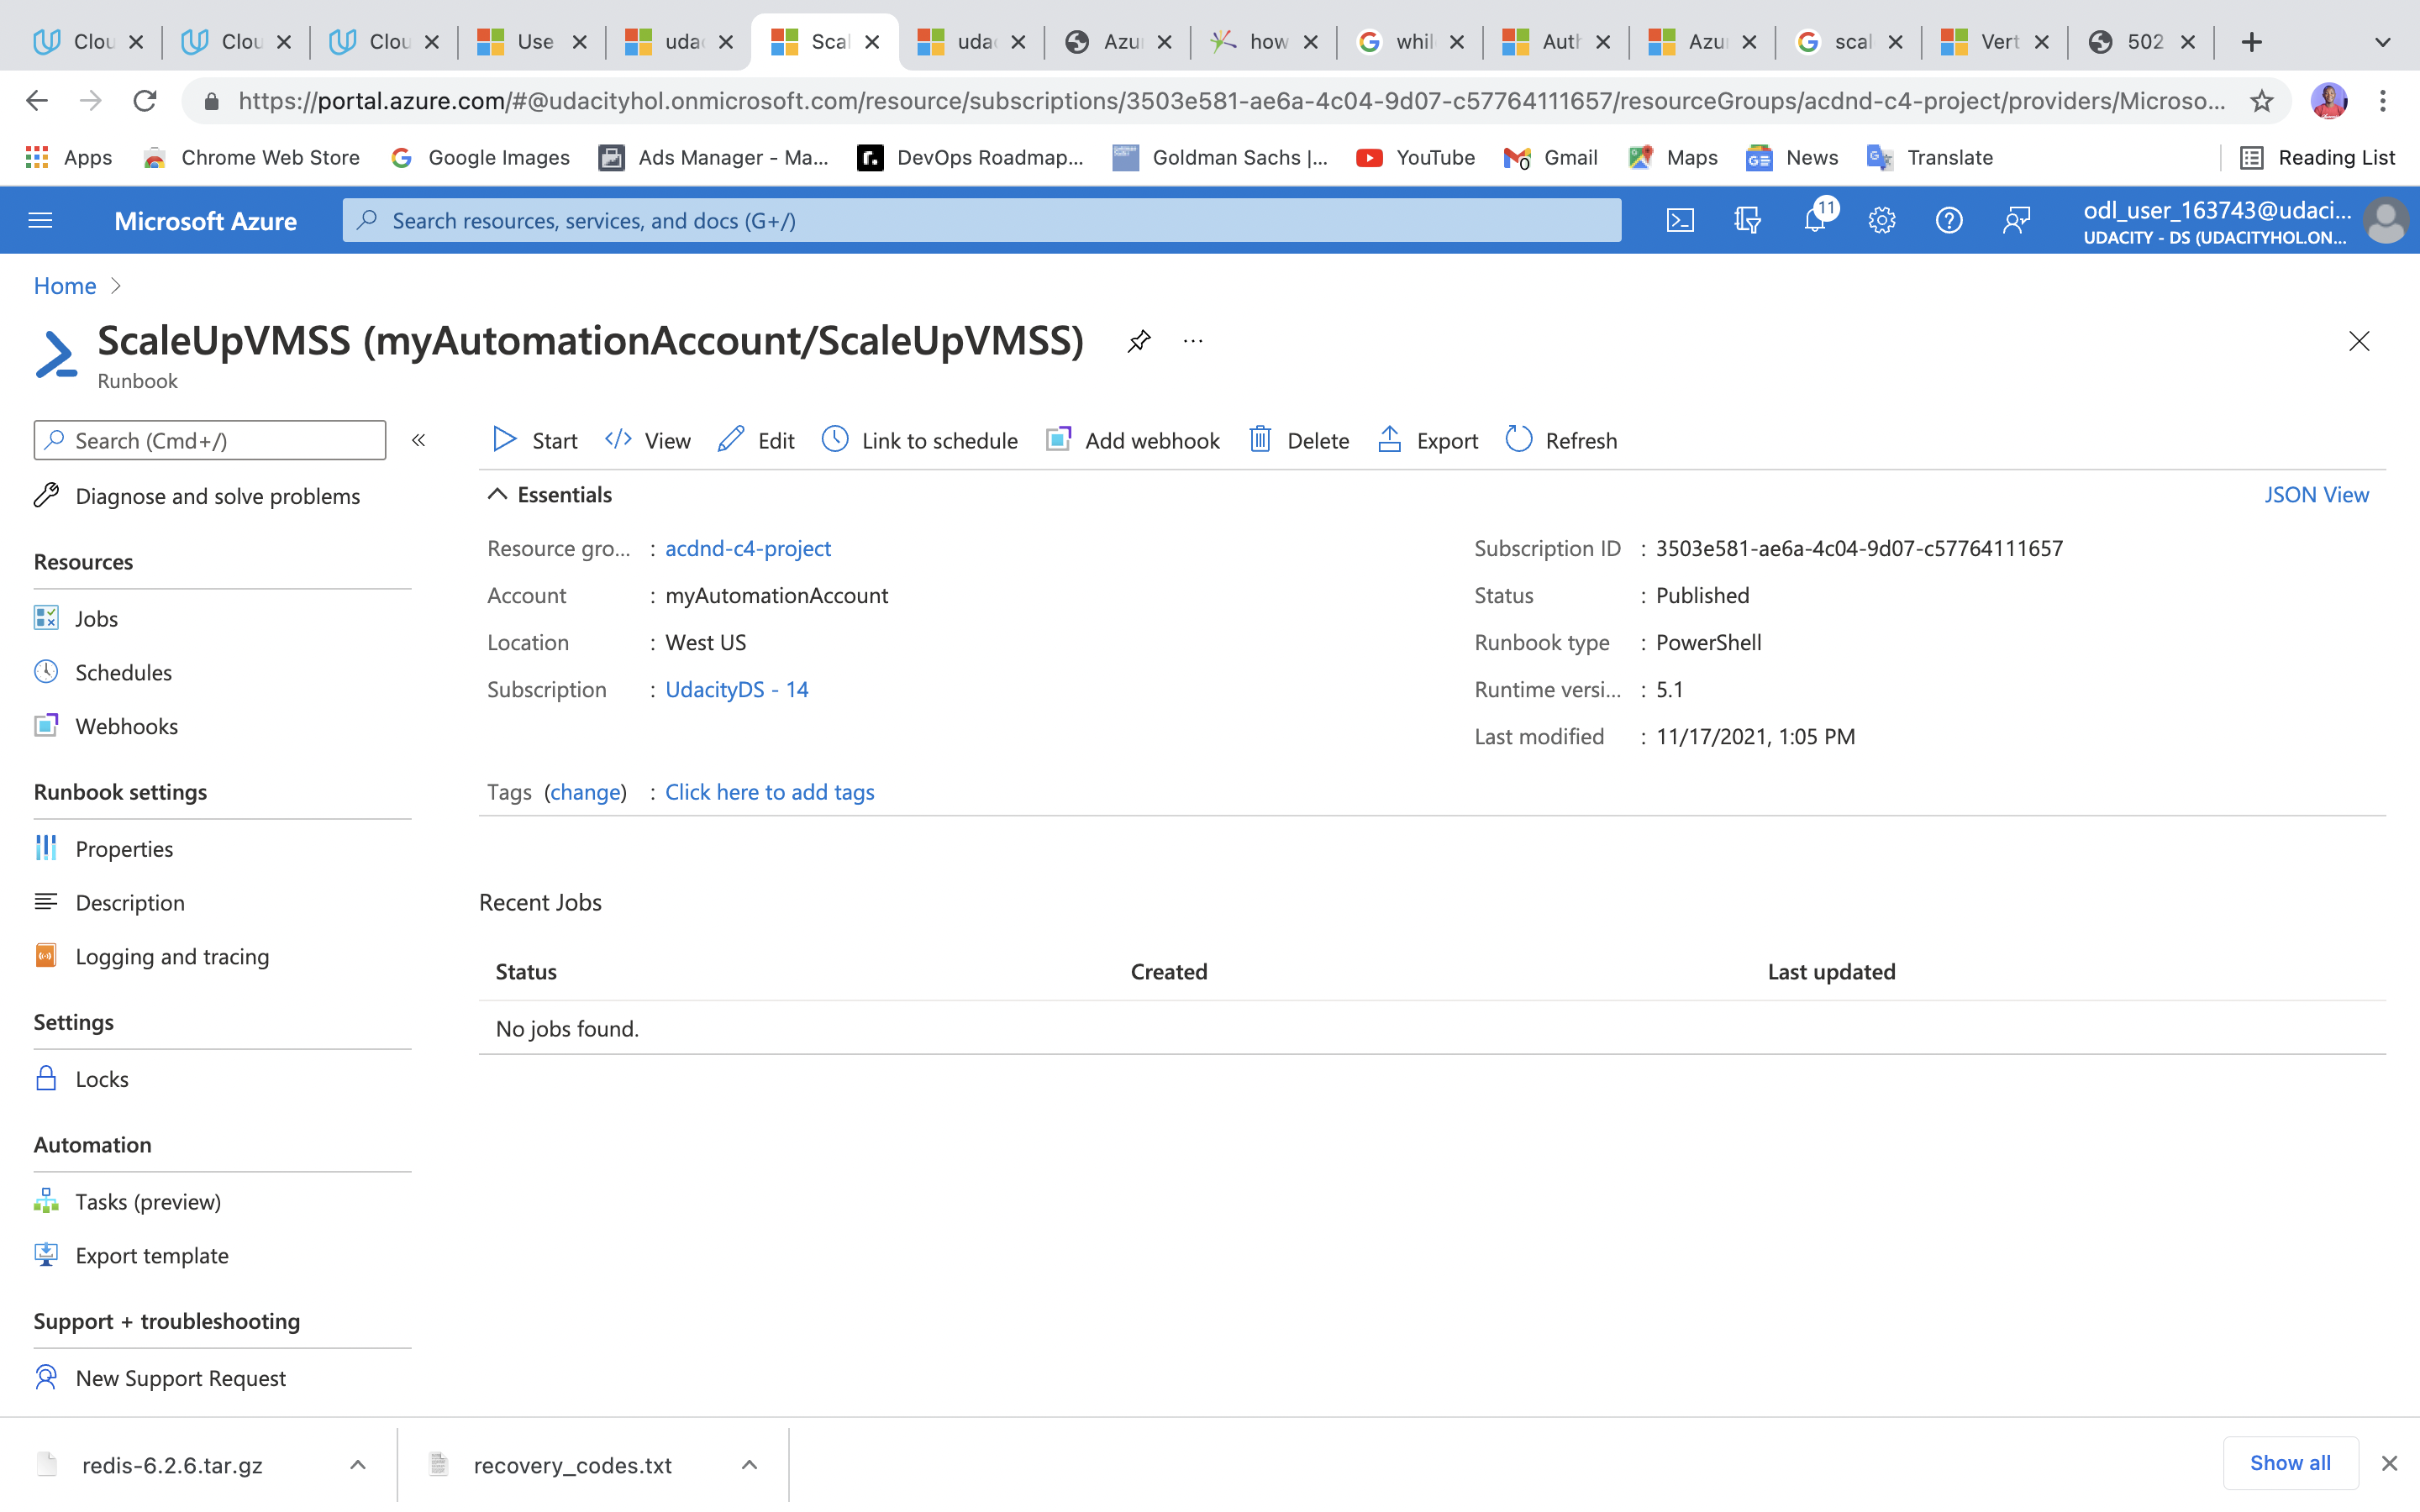 Clou
Clou
Clou
Use
uda
Scal
uda
Azu
how
whil
Auth
Azu
scal
Vert
502
https://portal.azure.com/#@udacityhol.onmicrosoft.com/resource/subscriptions/3503e581-ae6a-4c04-9d07-c57764111657/resourceGroups/acdnd-c4-project/providers/Microso...
Apps
Chrome Web Store
Google Images
Ads Manager - Ma...
DevOps Roadmap...
Goldman Sachs |...
YouTube
Gmail
Maps
News
Translate
Reading List
Microsoft Azure
Search resources, services, and docs (G+/)
11
odl_user_163743@udaci...
UDACITY - DS (UDACITYHOL.ON...
Home
ScaleUpVMSS (myAutomationAccount/ScaleUpVMSS)
...
Runbook
Search (Cmd+/)
«
Start
View
Edit
Link to schedule
Add webhook
Delete
Export
Refresh
Diagnose and solve problems
Resources
Jobs
Schedules
Webhooks
Runbook settings
Properties
Description
Logging and tracing
Settings
Locks
Automation
Tasks (preview)
Export template
Support + troubleshooting
New Support Request
Essentials
JSON View
Resource gro... : acdnd-c4-project
Account : myAutomationAccount
Location : West US
Subscription : UdacityDS - 14
Subscription ID : 3503e581-ae6a-4c04-9d07-c57764111657
Status : Published
Runbook type : PowerShell
Runtime versi... : 5.1
Last modified : 11/17/2021, 1:05 PM
Tags (change) : Click here to add tags
Recent Jobs
Status Created Last updated
No jobs found.
redis-6.2.6.tar.gz
recovery_codes.txt
Show all